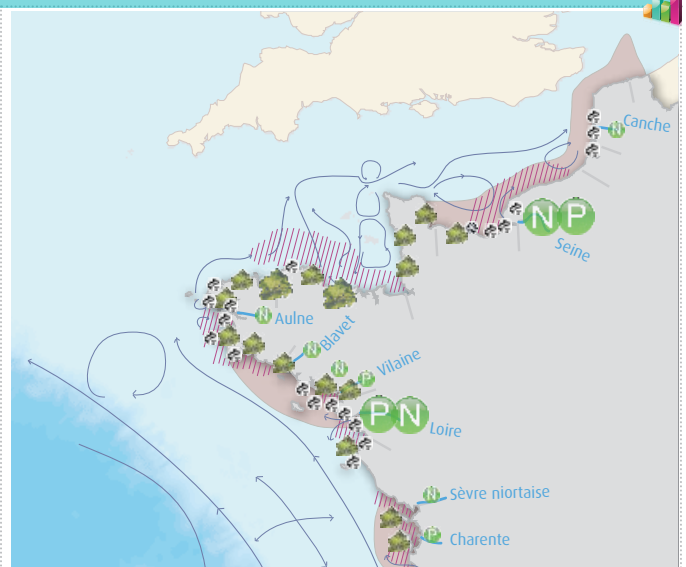 N
Canche
N P
Seine
N
Aulne
N
Blavet
N
P
Vilaine
P N
Loire
N
Sèvre niortaise
P
Charente